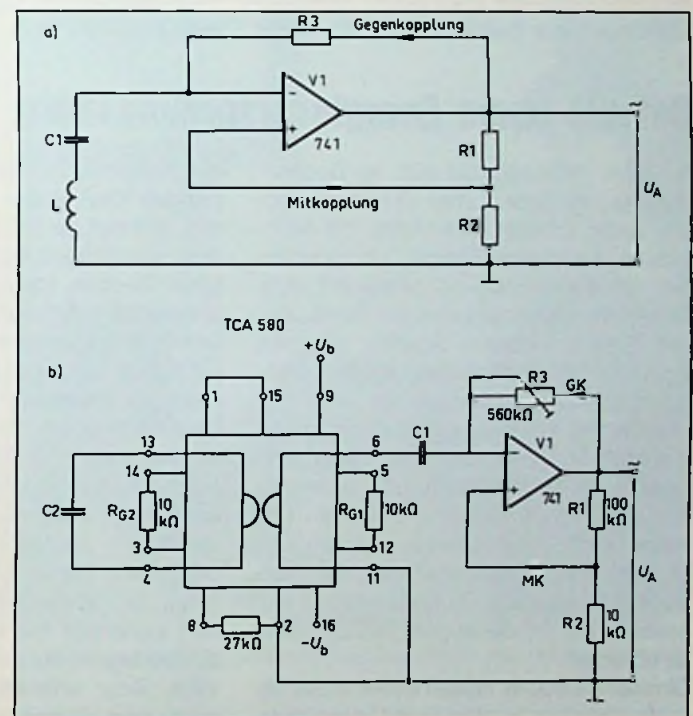 a)
R3
Gegenkopplung
V1
−
+
741
C1
L
R1
Mitkopplung
R2
U_A
TCA 580
b)
+U_b
1
15
9
R3
GK
560kΩ
13
6
C1
V1
14
5
−
+
741
C2
R_G2
10 kΩ
R_G1
10kΩ
R1
100 kΩ
3
12
4
11
MK
U_A
8
27kΩ
2
16
−U_b
R2
10 kΩ